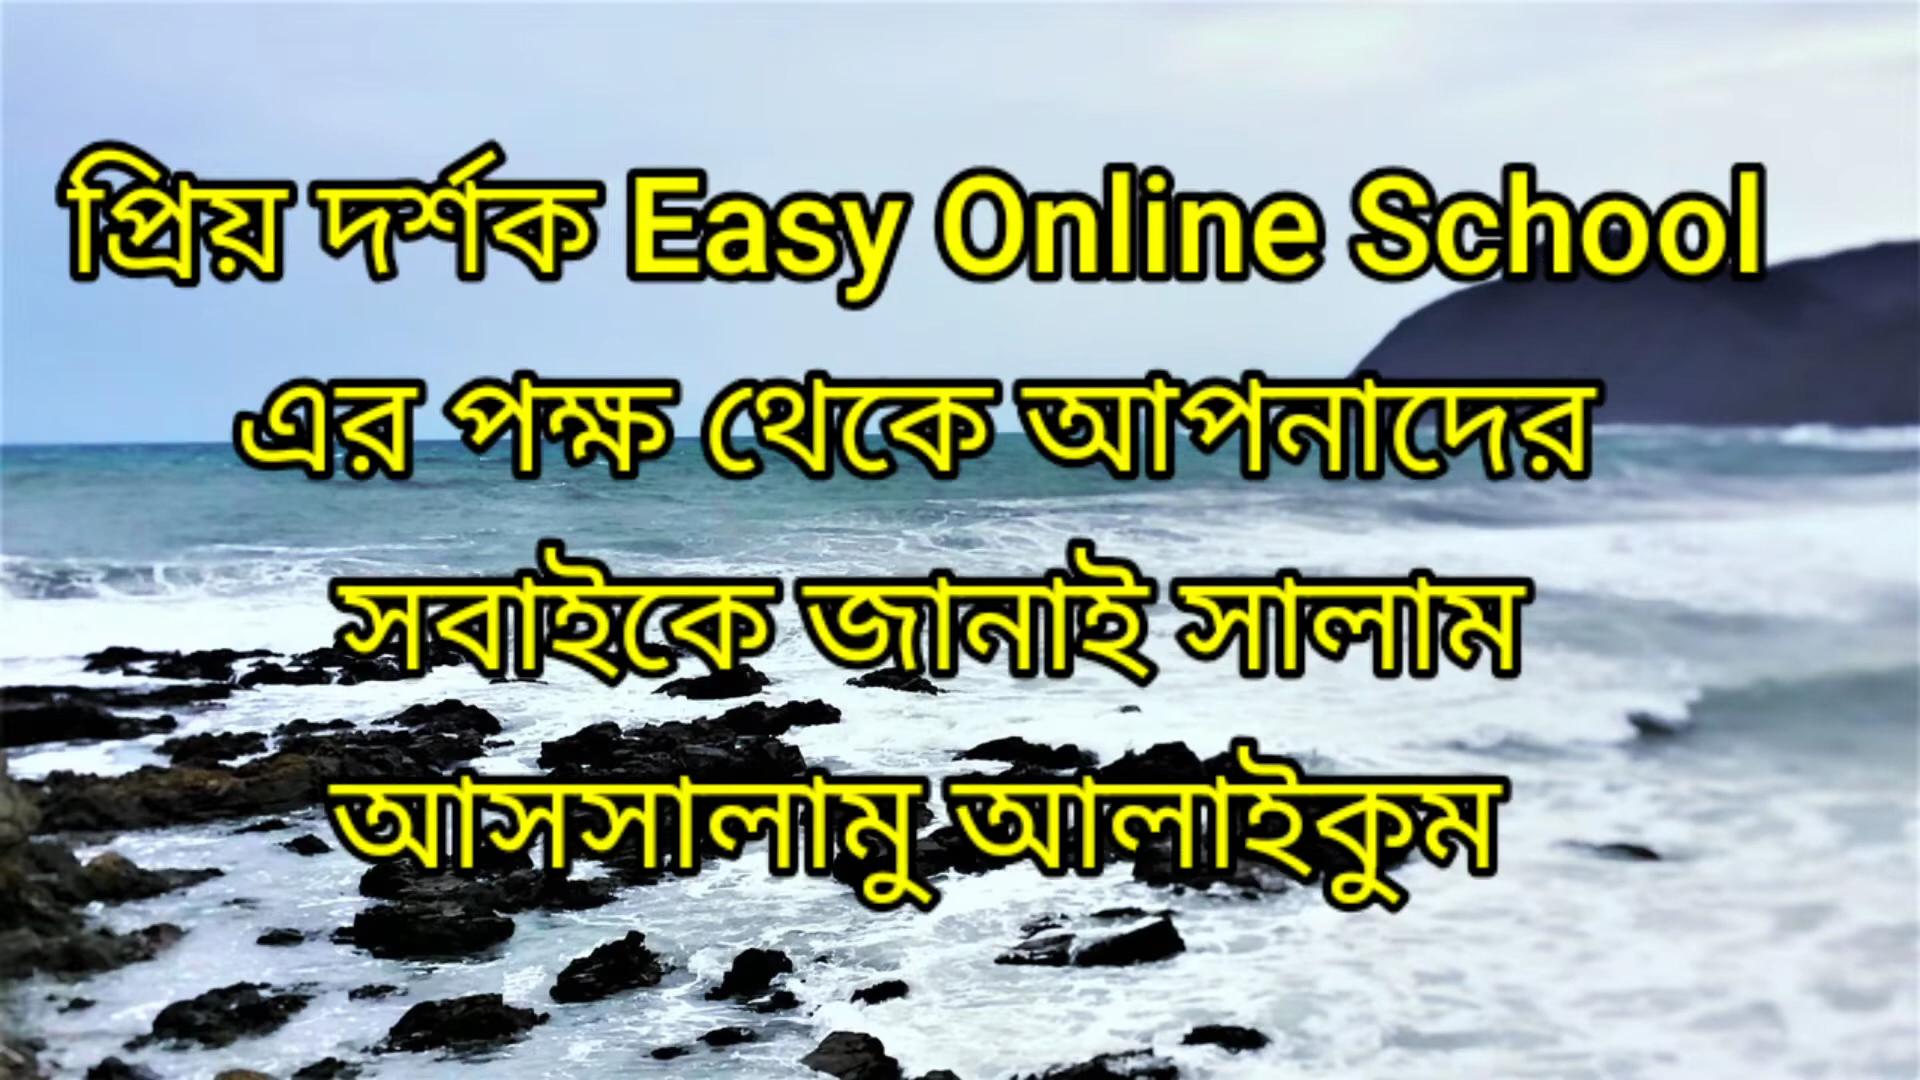 প্রিয় দর্শক Easy Online School
এর পক্ষ থেকে আপনাদের
সবাইকে জানাই সালাম
আসসালামু আলাইকুম